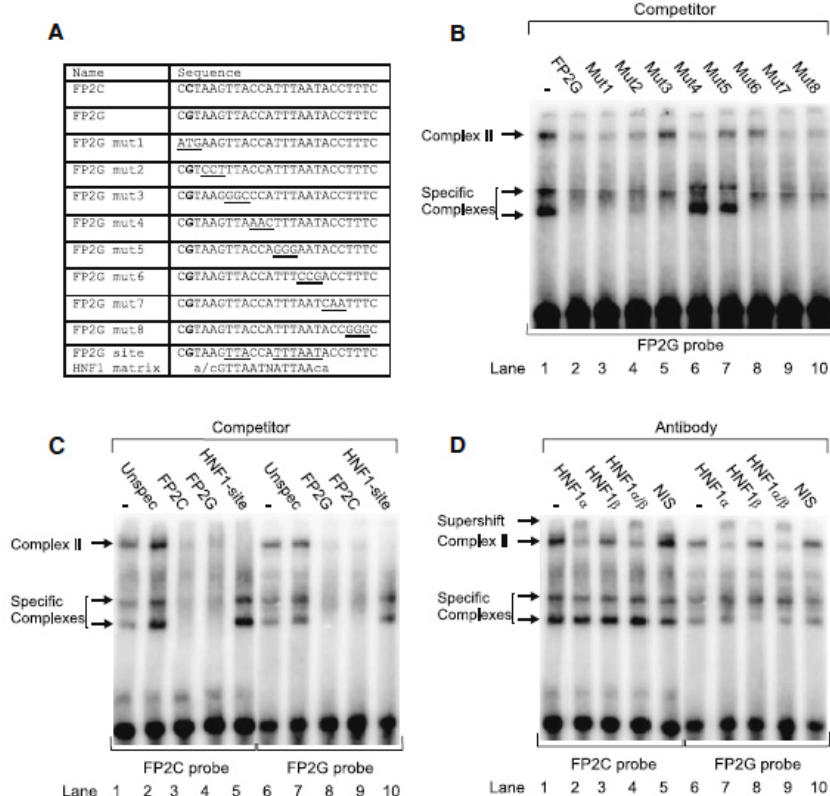 A
Name Sequence
FP2C CCTAAGTTACCATTTAATACCTTTC
FP2G CGTAAGTTACCATTTAATACCTTTC
FP2G mut1 ATGAAGTTACCATTTAATACCTTTC
FP2G mut2 CGTCCTTTACCATTTAATACCTTTC
FP2G mut3 CGTAAGGGCCCATTTAATACCTTTC
FP2G mut4 CGTAAGTTAAACTTTAATACCTTTC
FP2G mut5 CGTAAGTTACCAGGGAATACCTTTC
FP2G mut6 CGTAAGTTACCATTTCCGACCTTTC
FP2G mut7 CGTAAGTTACCATTTAATCAATTTC
FP2G mut8 CGTAAGTTACCATTTAATACCGGGC
FP2G site CGTAAGTTACCATTTAATACCTTTC
HNF1 matrix a/cGTTAATNATTAAca
B
Competitor
- FP2G Mut1 Mut2 Mut3 Mut4 Mut5 Mut6 Mut7 Mut8
Complex II
Specific
Complexes
FP2G probe
Lane 1 2 3 4 5 6 7 8 9 10
C
Competitor
- Unspec FP2C FP2G HNF1-site - Unspec FP2G FP2C HNF1-site
Complex II
Specific
Complexes
FP2C probe FP2G probe
Lane 1 2 3 4 5 6 7 8 9 10
D
Antibody
- HNF1α HNF1β HNF1α/β NIS - HNF1α HNF1β HNF1α/β NIS
Supershift
Complex II
Specific
Complexes
FP2C probe FP2G probe
Lane 1 2 3 4 5 6 7 8 9 10